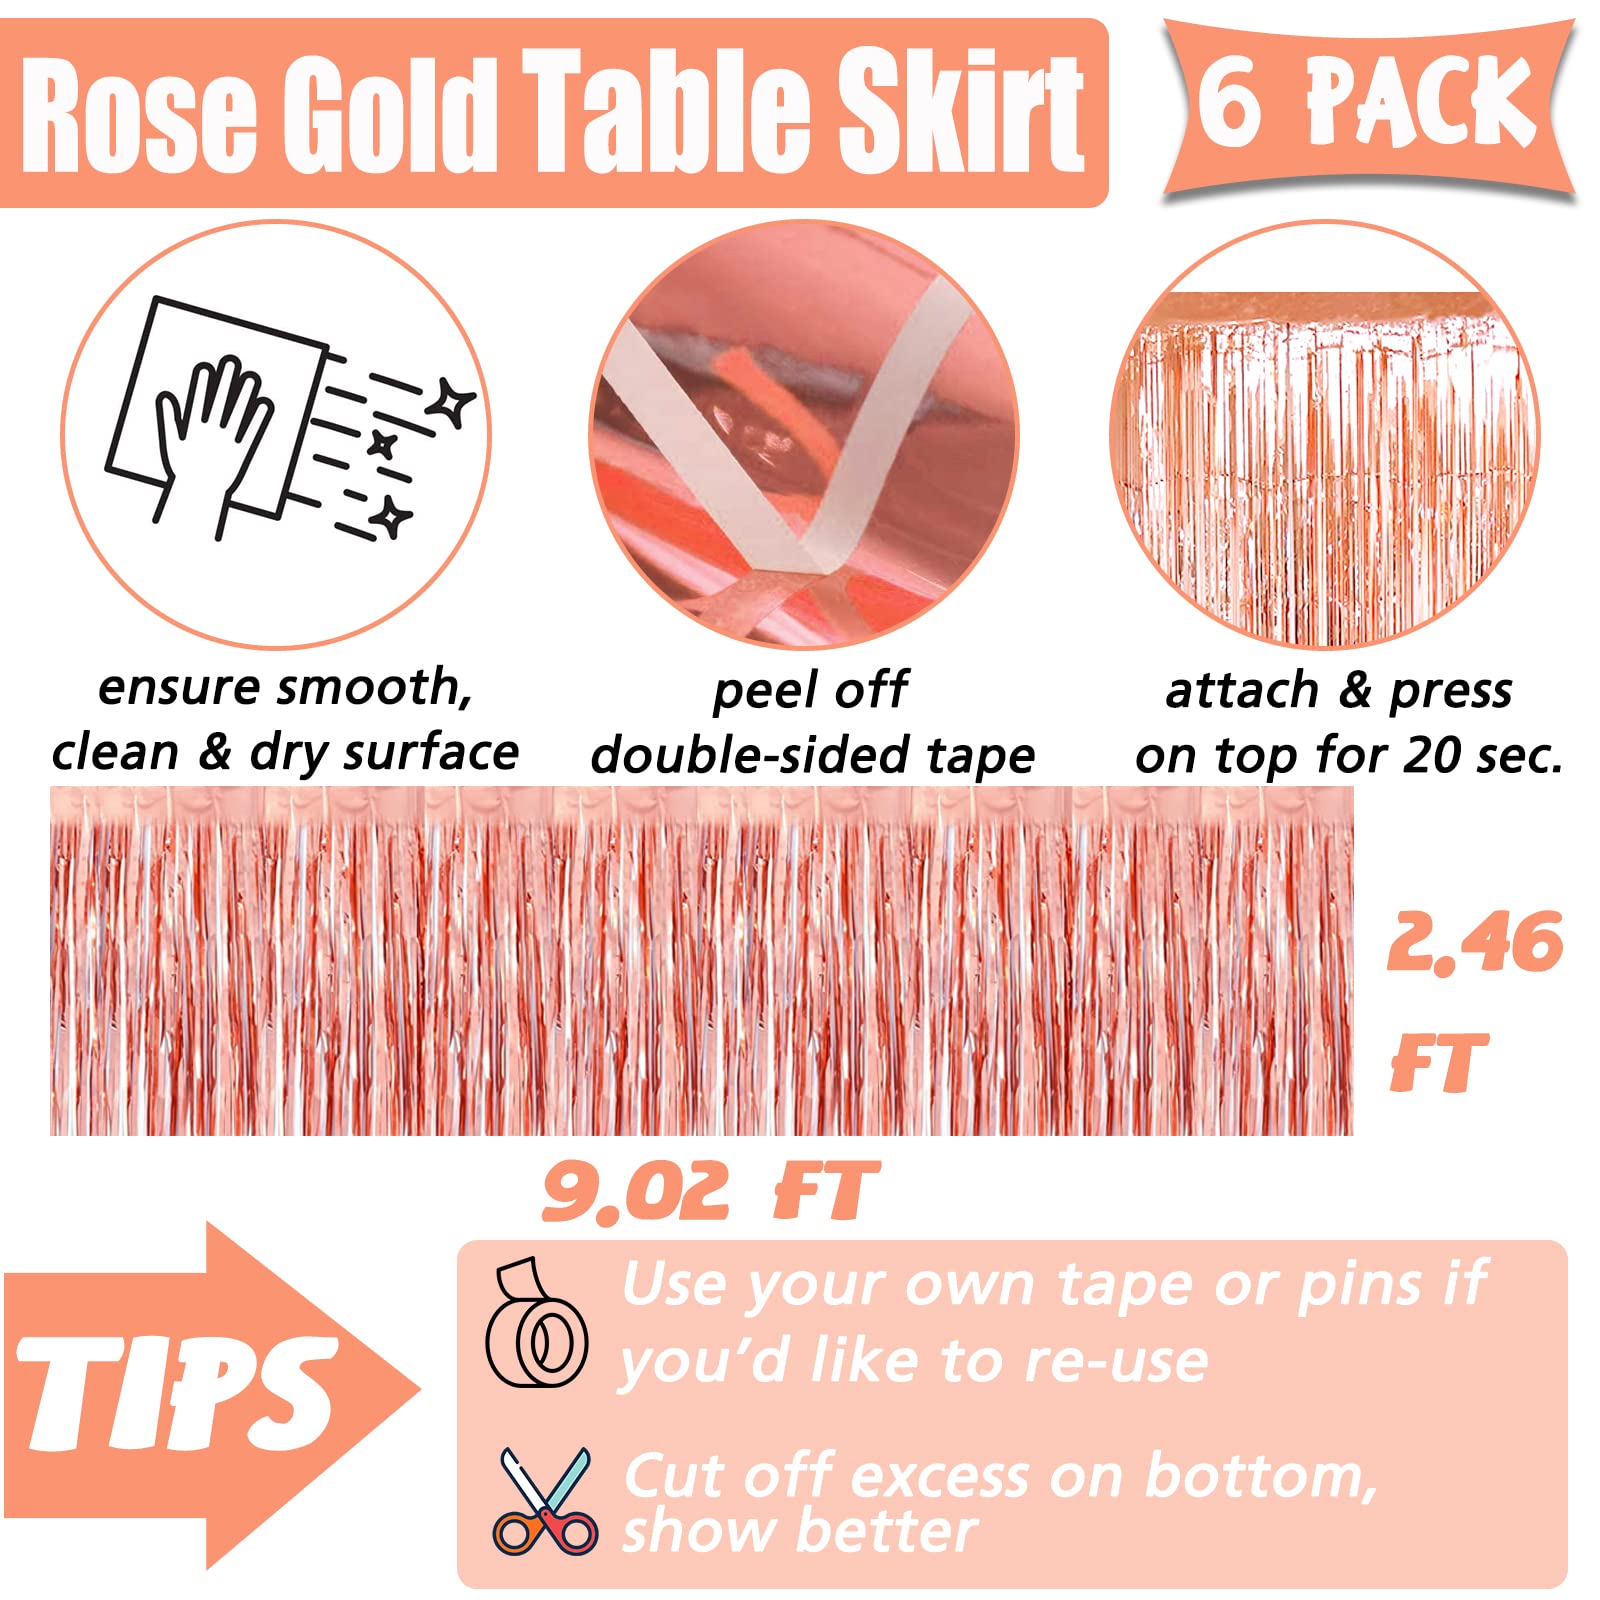 Rose Gold Table Skirt
6 PACK
ensure smooth,
clean & dry surface
peel off
double-sided tape
attach & press
on top for 20 sec.
2.46
FT
9.02 FT
TIPS
Use your own tape or pins if
you’d like to re-use
Cut off excess on bottom,
show better